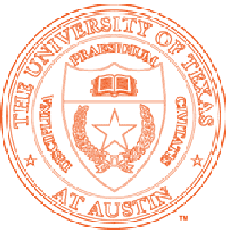 THE UNIVERSITY OF TEXAS
AT AUSTIN
DISCIPLINA
PRAESIDIUM
CIVITATIS
TM